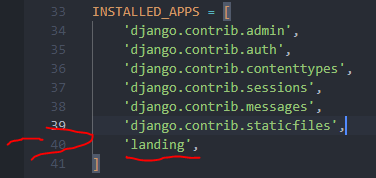 33 INSTALLED_APPS = [
34 'django.contrib.admin',
35 'django.contrib.auth',
36 'django.contrib.contenttypes',
37 'django.contrib.sessions',
38 'django.contrib.messages',
39 'django.contrib.staticfiles',
40 'landing',
41 ]